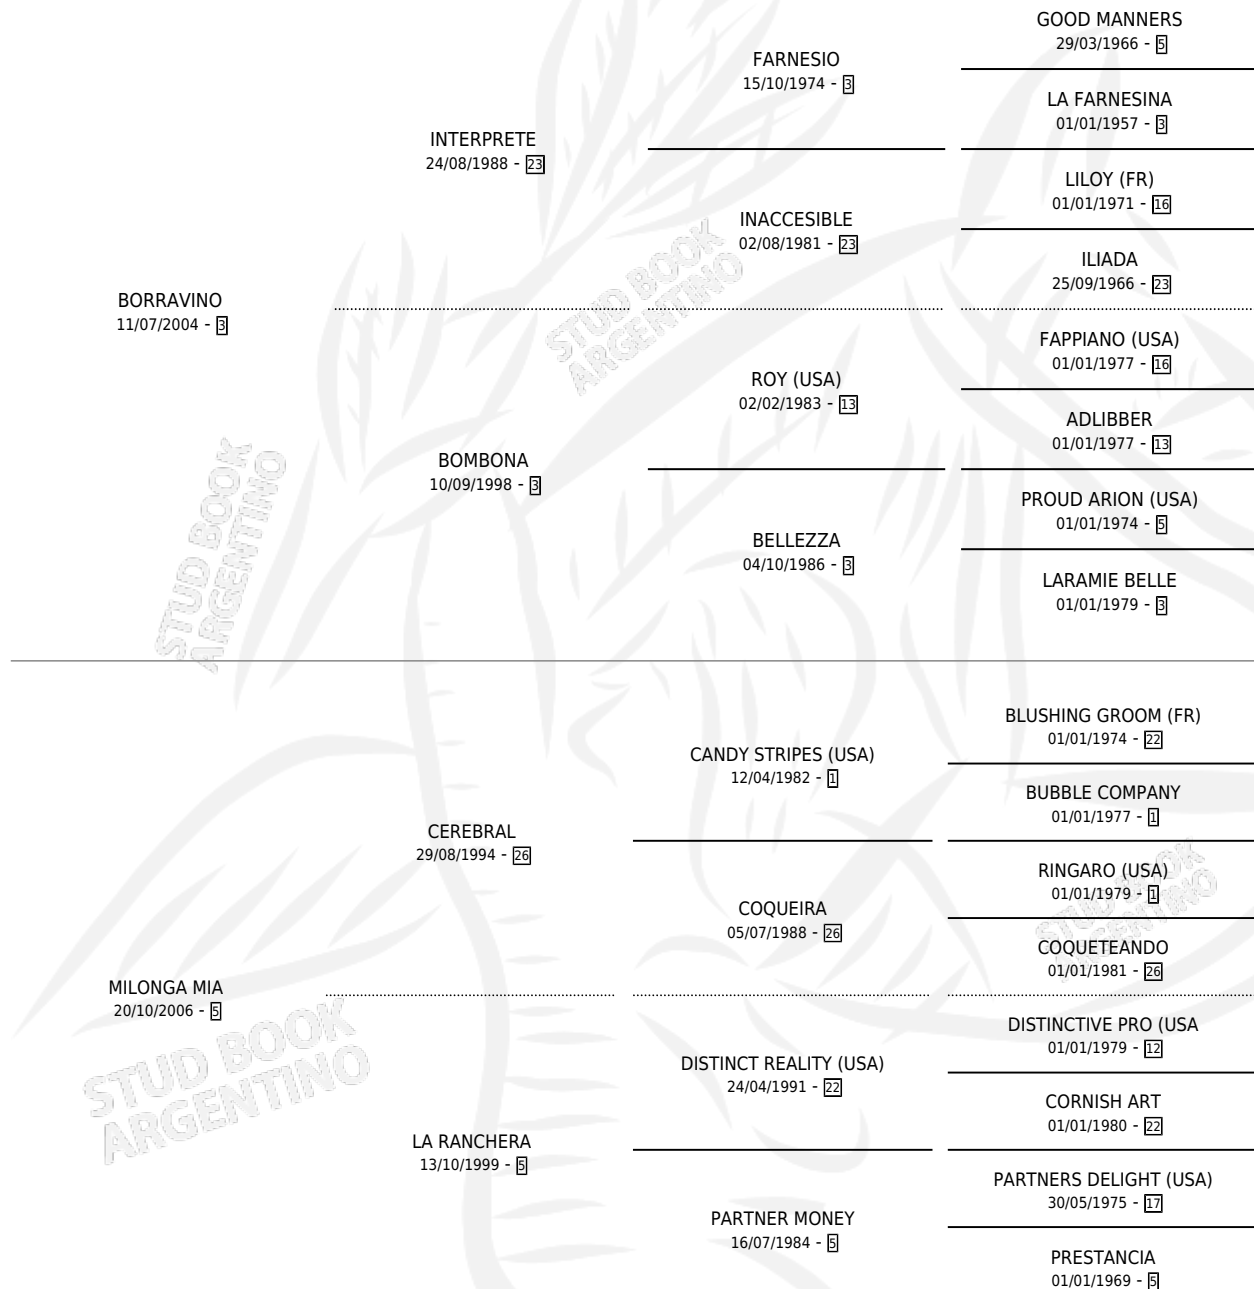 GOOD MANNERS
29/03/1966 - 5
FARNESIO
15/10/1974 - 3
LA FARNESINA
01/01/1957 - 3
INTERPRETE
24/08/1988 - 23
LILOY (FR)
01/01/1971 - 16
INACCESIBLE
02/08/1981 - 23
ILIADA
25/09/1966 - 23
BORRAVINO
11/07/2004 - 3
FAPPIANO (USA)
01/01/1977 - 16
ROY (USA)
02/02/1983 - 13
ADLIBBER
01/01/1977 - 13
BOMBONA
10/09/1998 - 3
PROUD ARION (USA)
01/01/1974 - 5
BELLEZZA
04/10/1986 - 3
LARAMIE BELLE
01/01/1979 - 3
BLUSHING GROOM (FR)
01/01/1974 - 22
CANDY STRIPES (USA)
12/04/1982 - 1
BUBBLE COMPANY
01/01/1977 - 1
CEREBRAL
29/08/1994 - 26
RINGARO (USA)
01/01/1979 - 1
COQUEIRA
05/07/1988 - 26
COQUETEANDO
01/01/1981 - 26
MILONGA MIA
20/10/2006 - 5
DISTINCTIVE PRO (USA
01/01/1979 - 12
DISTINCT REALITY (USA)
24/04/1991 - 22
CORNISH ART
01/01/1980 - 22
LA RANCHERA
13/10/1999 - 5
PARTNERS DELIGHT (USA)
30/05/1975 - 17
PARTNER MONEY
16/07/1984 - 5
PRESTANCIA
01/01/1969 - 5
STUD BOOK
ARGENTINO
STUD BOOK
ARGENTINO
STUD BOOK
ARGENTINO
STUD BOOK
ARGENTINO